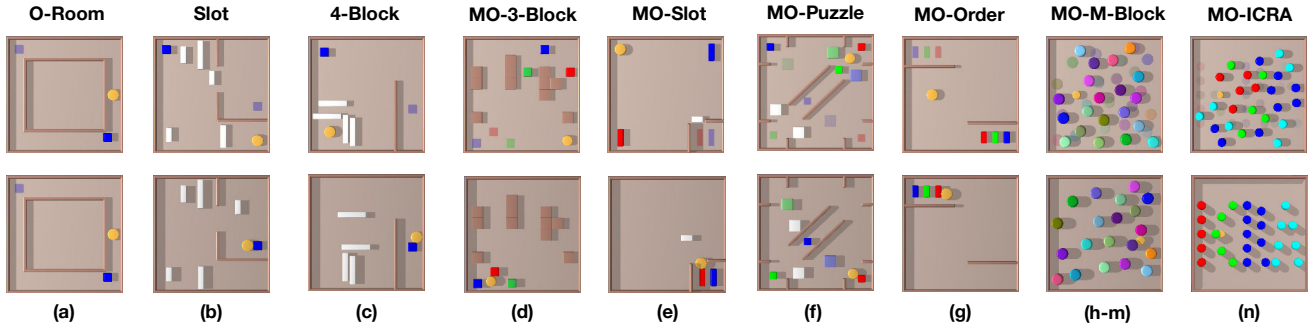 O-Room Slot 4-Block MO-3-Block MO-Slot MO-Puzzle MO-Order MO-M-Block MO-ICRA
(a) (b) (c) (d) (e) (f) (g) (h-m) (n)